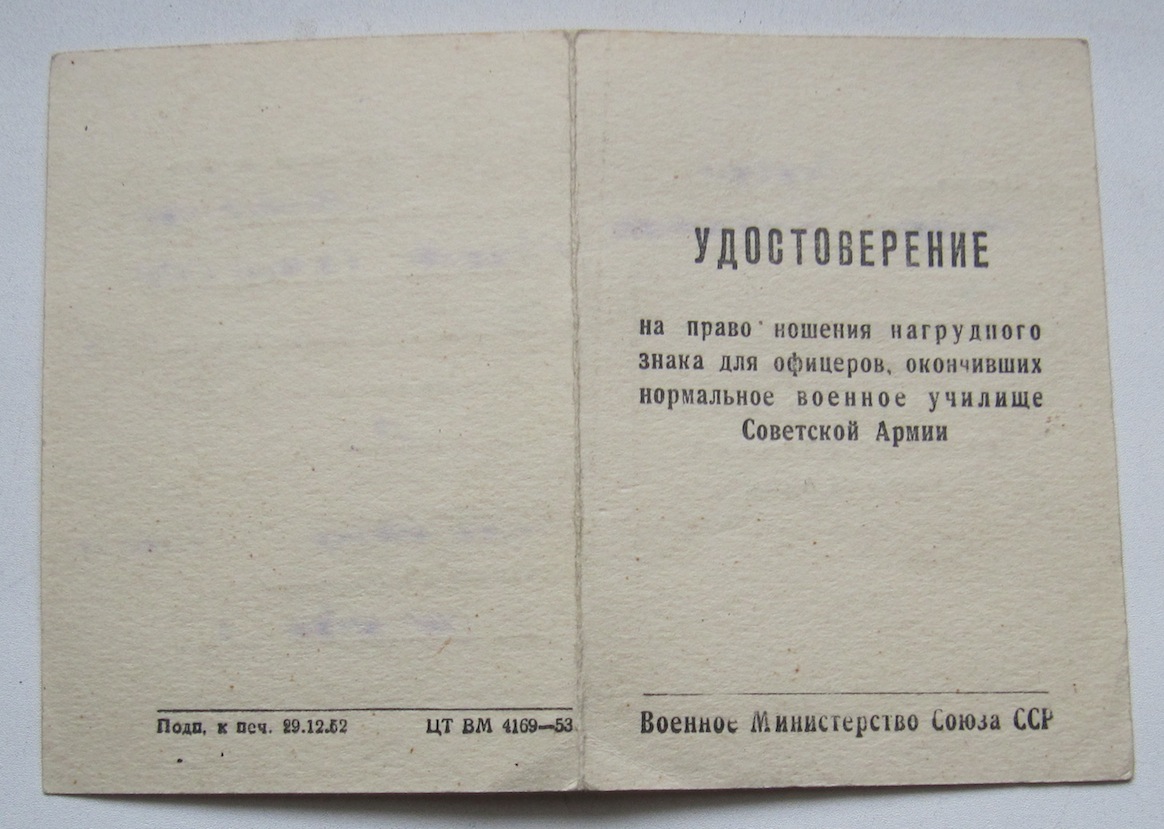 УДОСТОВЕРЕНИЕ
на право ношения нагрудного
знака для офицеров, окончивших
нормальное военное училище
Советской Армии
Военное Министерство Союза ССР
Подп. к печ. 29.12.52
ЦТ ВМ 4169—53.